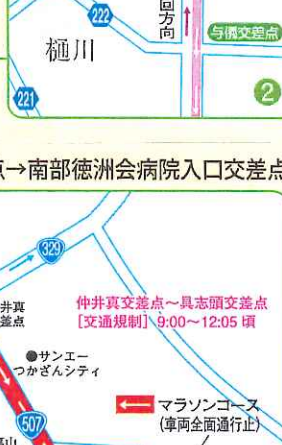 222
回方向
与儀交差点
樋川
221
2
点→南部徳洲会病院入口交差点
329
仲井真交差点～具志頭交差点
[交通規制] 9:00～12:05 頃
井真
差点
●サンエー
つかざんシティ
マラソンコース
(車両全面通行止)
507